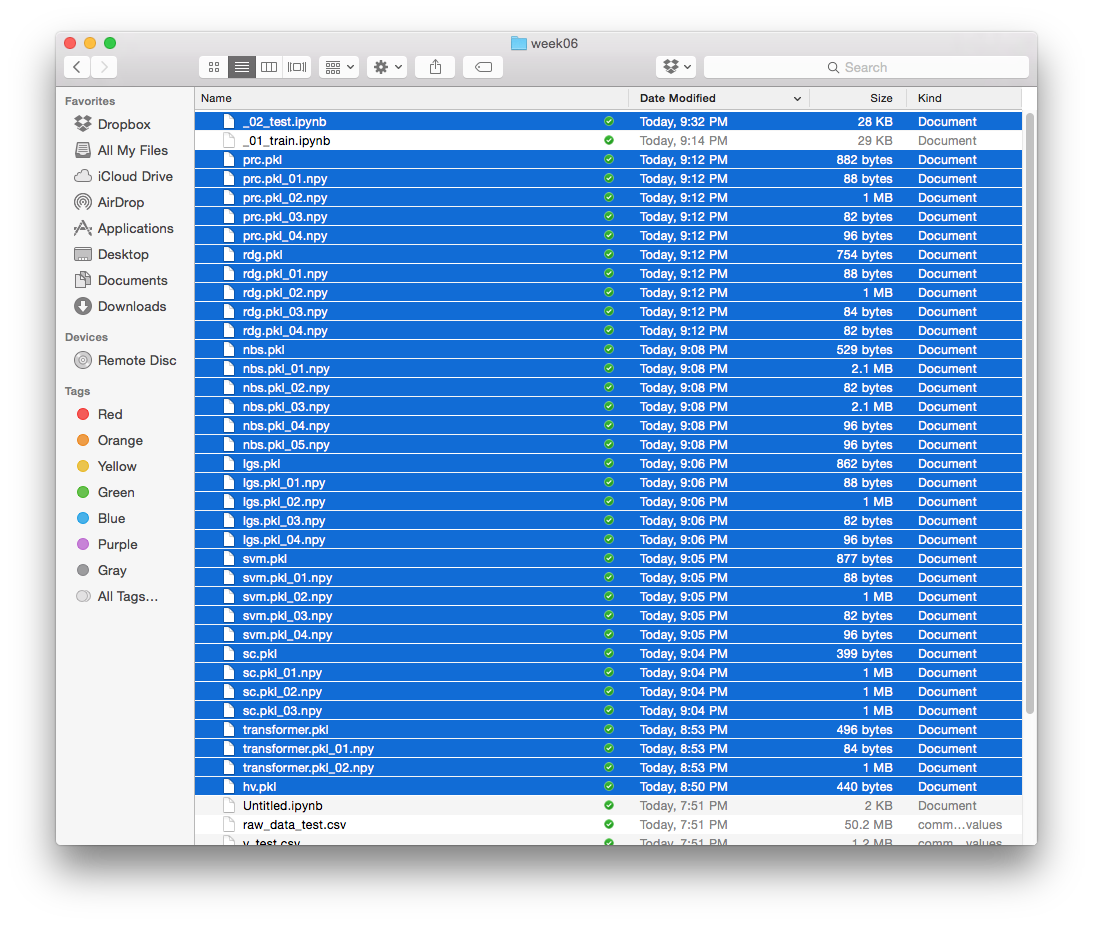 week06
Search
Favorites
Dropbox
All My Files
iCloud Drive
AirDrop
Applications
Desktop
Documents
Downloads
Devices
Remote Disc
Tags
Red
Orange
Yellow
Green
Blue
Purple
Gray
All Tags...
Name Date Modified Size Kind
_02_test.ipynb Today, 9:32 PM 28 KB Document
_01_train.ipynb Today, 9:14 PM 29 KB Document
prc.pkl Today, 9:12 PM 882 bytes Document
prc.pkl_01.npy Today, 9:12 PM 88 bytes Document
prc.pkl_02.npy Today, 9:12 PM 1 MB Document
prc.pkl_03.npy Today, 9:12 PM 82 bytes Document
prc.pkl_04.npy Today, 9:12 PM 96 bytes Document
rdg.pkl Today, 9:12 PM 754 bytes Document
rdg.pkl_01.npy Today, 9:12 PM 88 bytes Document
rdg.pkl_02.npy Today, 9:12 PM 1 MB Document
rdg.pkl_03.npy Today, 9:12 PM 84 bytes Document
rdg.pkl_04.npy Today, 9:12 PM 82 bytes Document
nbs.pkl Today, 9:08 PM 529 bytes Document
nbs.pkl_01.npy Today, 9:08 PM 2.1 MB Document
nbs.pkl_02.npy Today, 9:08 PM 82 bytes Document
nbs.pkl_03.npy Today, 9:08 PM 2.1 MB Document
nbs.pkl_04.npy Today, 9:08 PM 96 bytes Document
nbs.pkl_05.npy Today, 9:08 PM 96 bytes Document
lgs.pkl Today, 9:06 PM 862 bytes Document
lgs.pkl_01.npy Today, 9:06 PM 88 bytes Document
lgs.pkl_02.npy Today, 9:06 PM 1 MB Document
lgs.pkl_03.npy Today, 9:06 PM 82 bytes Document
lgs.pkl_04.npy Today, 9:06 PM 96 bytes Document
svm.pkl Today, 9:05 PM 877 bytes Document
svm.pkl_01.npy Today, 9:05 PM 88 bytes Document
svm.pkl_02.npy Today, 9:05 PM 1 MB Document
svm.pkl_03.npy Today, 9:05 PM 82 bytes Document
svm.pkl_04.npy Today, 9:05 PM 96 bytes Document
sc.pkl Today, 9:04 PM 399 bytes Document
sc.pkl_01.npy Today, 9:04 PM 1 MB Document
sc.pkl_02.npy Today, 9:04 PM 1 MB Document
sc.pkl_03.npy Today, 9:04 PM 1 MB Document
transformer.pkl Today, 8:53 PM 496 bytes Document
transformer.pkl_01.npy Today, 8:53 PM 84 bytes Document
transformer.pkl_02.npy Today, 8:53 PM 1 MB Document
hv.pkl Today, 8:50 PM 440 bytes Document
Untitled.ipynb Today, 7:51 PM 2 KB Document
raw_data_test.csv Today, 7:51 PM 50.2 MB comm...values
y_test.csv Today, 7:51 PM 1.2 MB comm...values